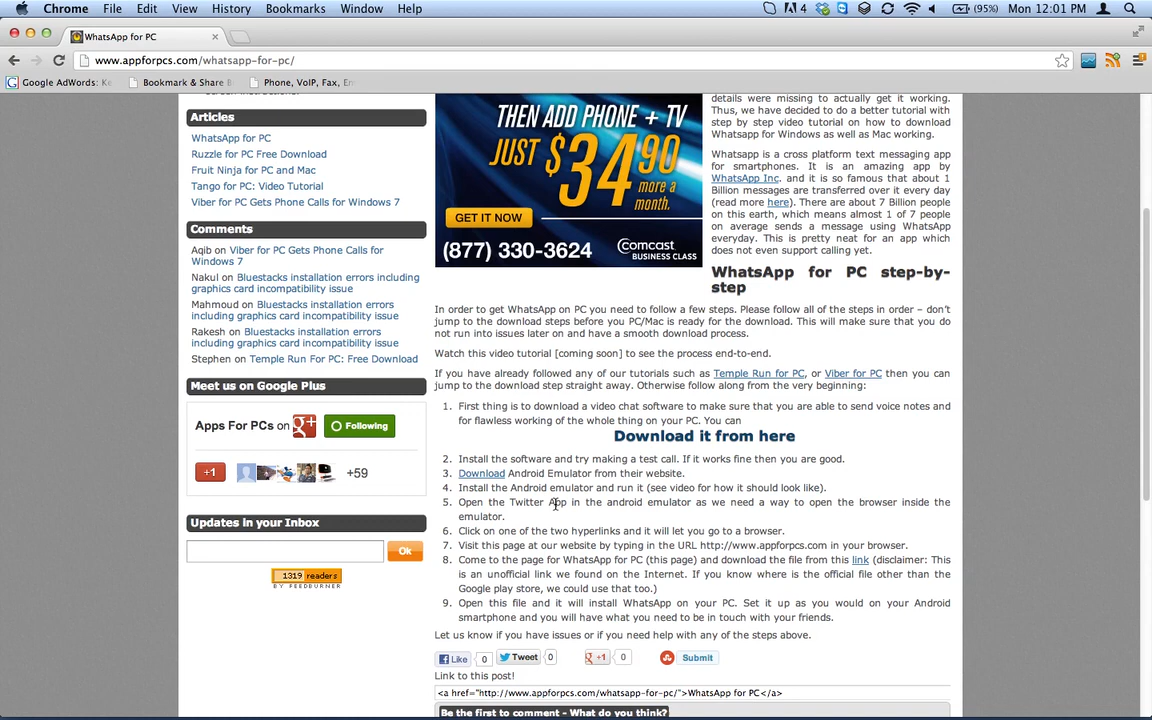 Chrome File Edit View History Bookmarks Window Help 4 (95%) Mon 12:01 PM
WhatsApp for PC
www.appforpcs.com/whatsapp-for-pc/
Google AdWords: Bookmark & Share Phone, VoIP, Fax,
Articles
WhatsApp for PC
Ruzzle for PC Free Download
Fruit Ninja for PC and Mac
Tango for PC: Video Tutorial
Viber for PC Gets Phone Calls for Windows 7
Comments
Aqib on Viber for PC Gets Phone Calls for
Windows 7
Nakul on Bluestacks installation errors including
graphics card incompatibility issue
Mahmoud on Bluestacks installation errors
including graphics card incompatibility issue
Rakesh on Bluestacks installation errors
including graphics card incompatibility issue
Stephen on Temple Run For PC: Free Download
Meet us on Google Plus
Apps For PCs on g+ Following
+1 +59
Updates in your Inbox
Ok
1319 readers
BY FEEDBURNER
THEN ADD PHONE + TV
JUST $34.90
more a
month.
GET IT NOW
(877) 330-3624 Comcast
BUSINESS CLASS
details were missing to actually get it working.
Thus, we have decided to do a better tutorial with
step by step video tutorial on how to download
Whatsapp for Windows as well as Mac working.
Whatsapp is a cross platform text messaging app
for smartphones. It is an amazing app by
WhatsApp Inc. and it is so famous that about 1
Billion messages are transferred over it every day
(read more here). There are about 7 Billion people
on this earth, which means almost 1 of 7 people
on average sends a message using WhatsApp
everyday. This is pretty neat for an app which
does not even support calling yet.
WhatsApp for PC step-by-
step
In order to get WhatsApp on PC you need to follow a few steps. Please follow all of the steps in order – don't
jump to the download steps before you PC/Mac is ready for the download. This will make sure that you do
not run into issues later on and have a smooth download process.
Watch this video tutorial [coming soon] to see the process end-to-end.
If you have already followed any of our tutorials such as Temple Run for PC, or Viber for PC then you can
jump to the download step straight away. Otherwise follow along from the very beginning:
1. First thing is to download a video chat software to make sure that you are able to send voice notes and
for flawless working of the whole thing on your PC. You can
Download it from here
2. Install the software and try making a test call. If it works fine then you are good.
3. Download Android Emulator from their website.
4. Install the Android emulator and run it (see video for how it should look like).
5. Open the Twitter App in the android emulator as we need a way to open the browser inside the
emulator.
6. Click on one of the two hyperlinks and it will let you go to a browser.
7. Visit this page at our website by typing in the URL http://www.appforpcs.com in your browser.
8. Come to the page for WhatsApp for PC (this page) and download the file from this link (disclaimer: This
is an unofficial link we found on the Internet. If you know where is the official file other than the
Google play store, we could use that too.)
9. Open this file and it will install WhatsApp on your PC. Set it up as you would on your Android
smartphone and you will have what you need to be in touch with your friends.
Let us know if you have issues or if you need help with any of the steps above.
Like 0 Tweet 0 +1 0 Submit
Link to this post!
<a href="http://www.appforpcs.com/whatsapp-for-pc/">WhatsApp for PC</a>
Be the first to comment - What do you think?